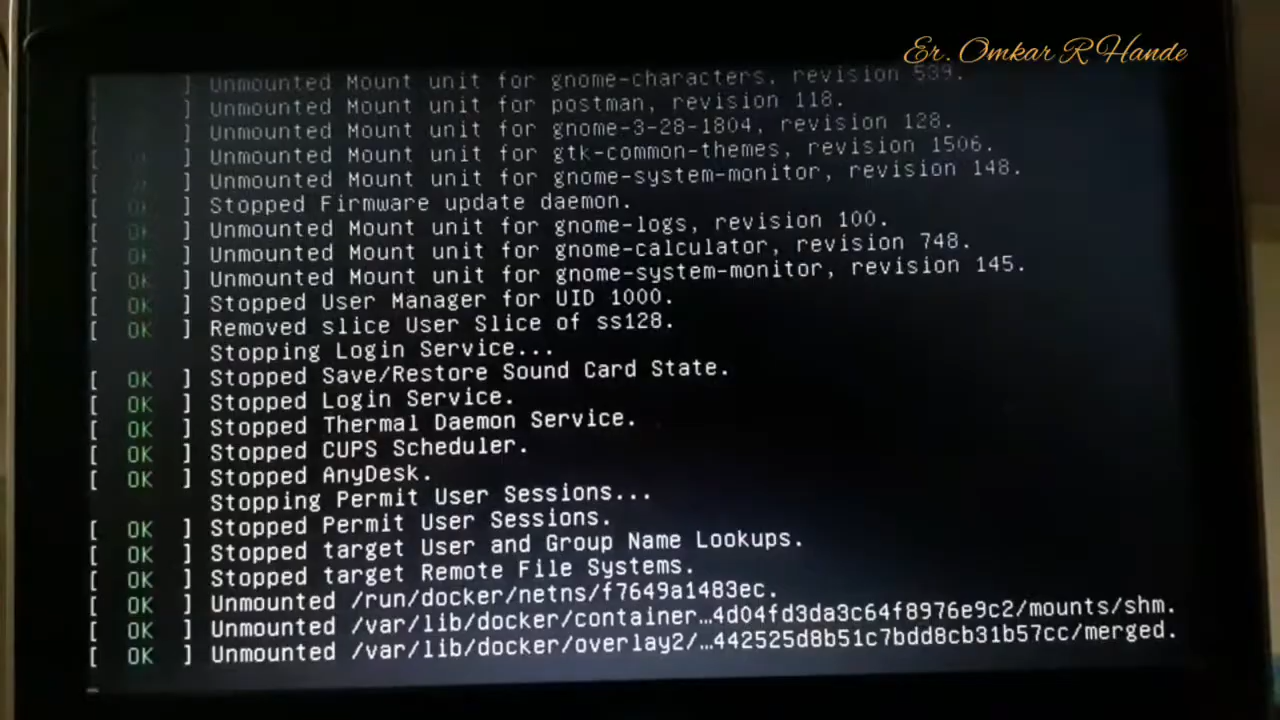 Er. Omkar R Hande
] Unmounted Mount unit for gnome-characters, revision 539.
] Unmounted Mount unit for postman, revision 118.
[ ] Unmounted Mount unit for gnome-3-28-1804, revision 128.
[ OK ] Unmounted Mount unit for gtk-common-themes, revision 1506.
[ OK ] Unmounted Mount unit for gnome-system-monitor, revision 148.
[ OK ] Stopped Firmware update daemon.
[ OK ] Unmounted Mount unit for gnome-logs, revision 100.
[ OK ] Unmounted Mount unit for gnome-calculator, revision 748.
[ OK ] Unmounted Mount unit for gnome-system-monitor, revision 145.
[ OK ] Stopped User Manager for UID 1000.
[ OK ] Removed slice User Slice of ss128.
Stopping Login Service...
[ OK ] Stopped Save/Restore Sound Card State.
[ OK ] Stopped Login Service.
[ OK ] Stopped Thermal Daemon Service.
[ OK ] Stopped CUPS Scheduler.
[ OK ] Stopped AnyDesk.
Stopping Permit User Sessions...
[ OK ] Stopped Permit User Sessions.
[ OK ] Stopped target User and Group Name Lookups.
[ OK ] Stopped target Remote File Systems.
[ OK ] Unmounted /run/docker/netns/f7649a1483ec.
[ OK ] Unmounted /var/lib/docker/container…4d04fd3da3c64f8976e9c2/mounts/shm.
[ OK ] Unmounted /var/lib/docker/overlay2/…442525d8b51c7bdd8cb31b57cc/merged.